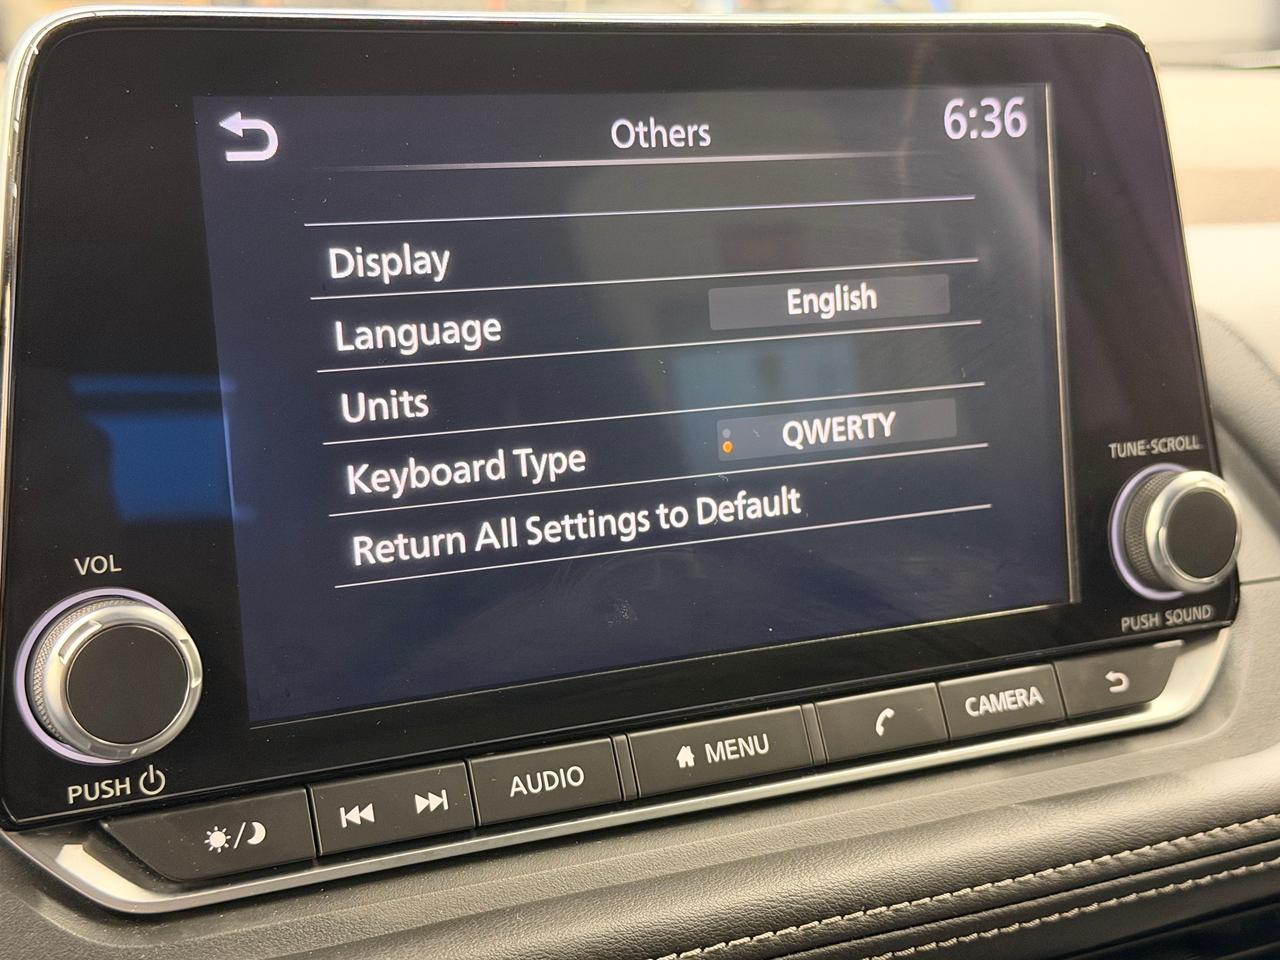 Others
6:36
Display
Language
English
Units
Keyboard Type
QWERTY
Return All Settings to Default
VOL
PUSH
TUNE·SCROLL
PUSH SOUND
AUDIO
MENU
CAMERA